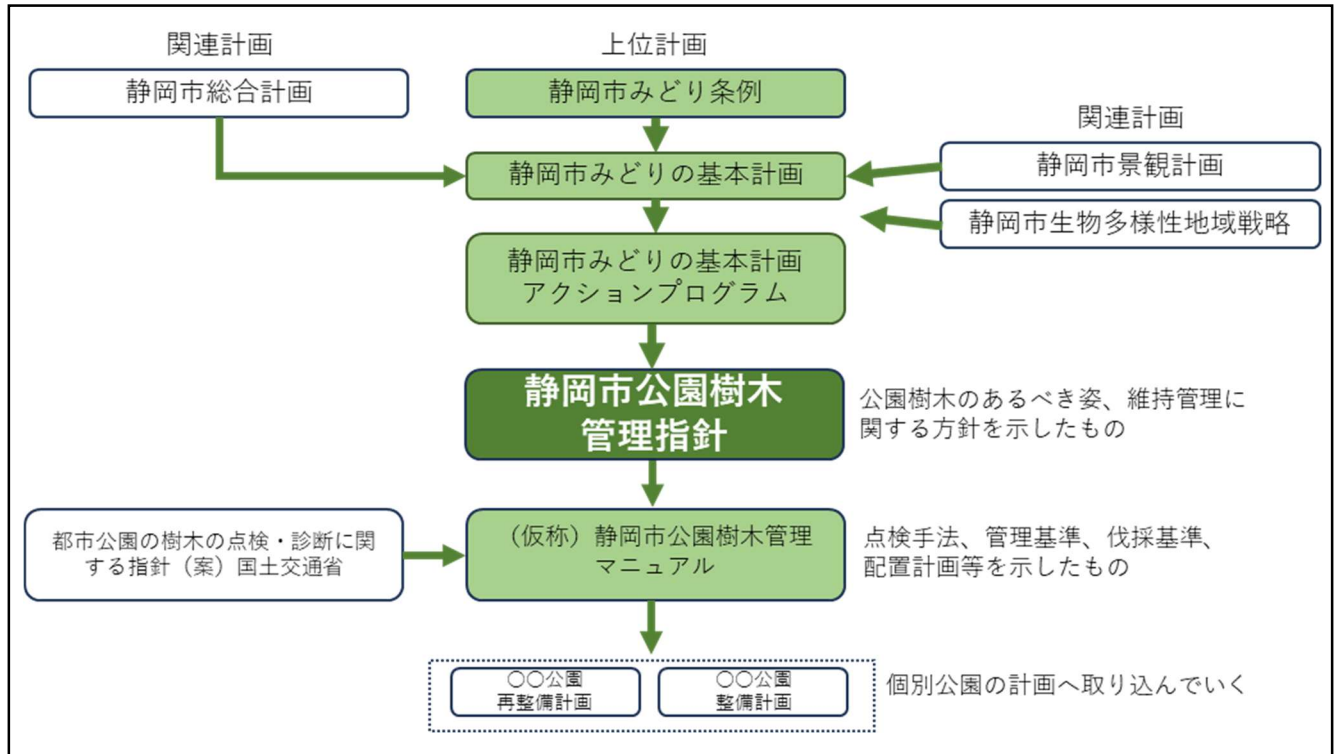 関連計画
上位計画
静岡市総合計画
静岡市みどり条例
関連計画
静岡市みどりの基本計画
静岡市景観計画
静岡市生物多様性地域戦略
静岡市みどりの基本計画
アクションプログラム
静岡市公園樹木
管理指針
公園樹木のあるべき姿、維持管理に
関する方針を示したもの
都市公園の樹木の点検・診断に関
する指針（案）国土交通省
（仮称）静岡市公園樹木管理
マニュアル
点検手法、管理基準、伐採基準、
配置計画等を示したもの
〇〇公園
再整備計画
〇〇公園
整備計画
個別公園の計画へ取り込んでいく